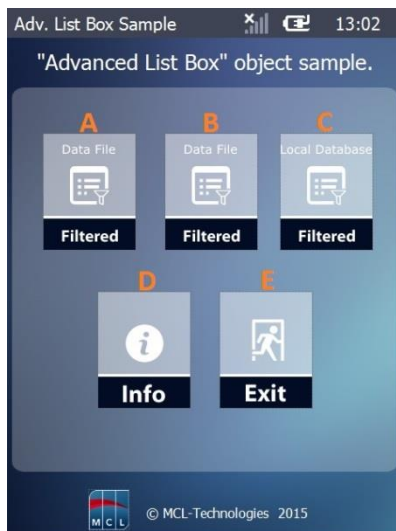 Adv. List Box Sample 13:02
"Advanced List Box" object sample.
A B C
Data File Data File Local Database
Filtered Filtered Filtered
D E
Info Exit
MCL © MCL-Technologies 2015